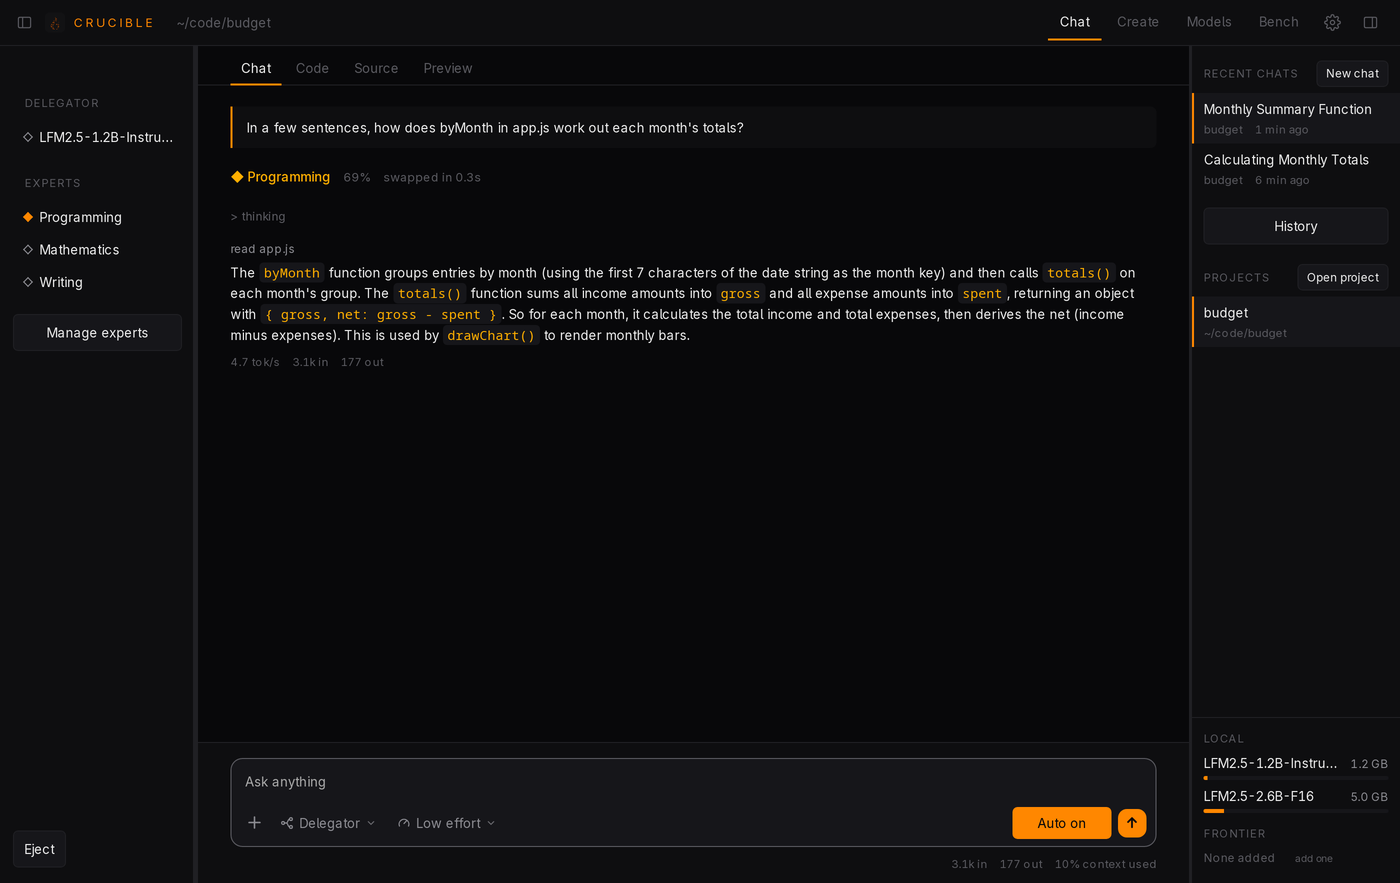 CRUCIBLE
~/code/budget
Chat
Create
Models
Bench
DELEGATOR
LFM2.5-1.2B-Instru...
EXPERTS
Programming
Mathematics
Writing
Manage experts
Eject
Chat
Code
Source
Preview
In a few sentences, how does byMonth in app.js work out each month's totals?
Programming 69% swapped in 0.3s
> thinking
read app.js
The byMonth function groups entries by month (using the first 7 characters of the date string as the month key) and then calls totals() on
each month's group. The totals() function sums all income amounts into gross and all expense amounts into spent, returning an object
with { gross, net: gross - spent }. So for each month, it calculates the total income and total expenses, then derives the net (income
minus expenses). This is used by drawChart() to render monthly bars.
4.7 tok/s 3.1k in 177 out
Ask anything
Delegator
Low effort
Auto on
3.1k in 177 out 10% context used
RECENT CHATS
New chat
Monthly Summary Function
budget 1 min ago
Calculating Monthly Totals
budget 6 min ago
History
PROJECTS
Open project
budget
~/code/budget
LOCAL
LFM2.5-1.2B-Instru... 1.2 GB
LFM2.5-2.6B-F16 5.0 GB
FRONTIER
None added add one